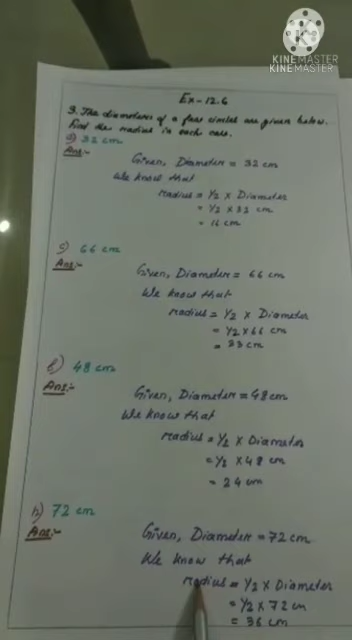 KINEMASTER
KINEMASTER
Ex-12.6
3. The diameters of a few circles are given below.
Find the radius in each case.
a) 32 cm
Ans:-
Given, Diameter = 32 cm
We know that
radius = 1/2 x Diameter
= 1/2 x 32 cm
= 16 cm
c) 66 cm
Ans:-
Given, Diameter = 66 cm
We know that
radius = 1/2 x Diameter
= 1/2 x 66 cm
= 33 cm
48 cm
Ans:-
Given, Diameter = 48 cm
We know that
radius = 1/2 x Diameter
= 1/2 x 48 cm
= 24 cm
h) 72 cm
Ans:-
Given, Diameter = 72 cm
We know that
radius = 1/2 x Diameter
= 1/2 x 72 cm
= 36 cm